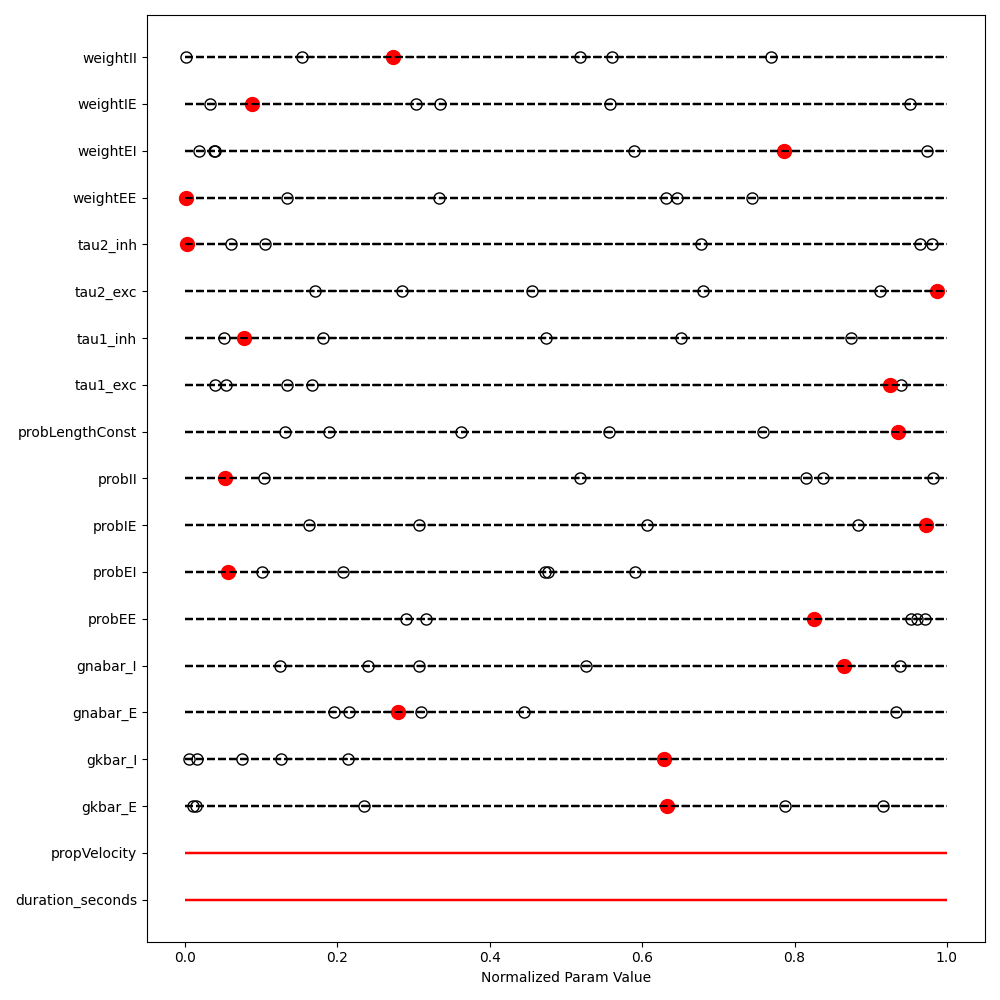 weightII
weightIE
weightEI
weightEE
tau2_inh
tau2_exc
tau1_inh
tau1_exc
probLengthConst
probII
probIE
probEI
probEE
gnabar_I
gnabar_E
gkbar_I
gkbar_E
propVelocity
duration_seconds
0.0 0.2 0.4 0.6 0.8 1.0
Normalized Param Value